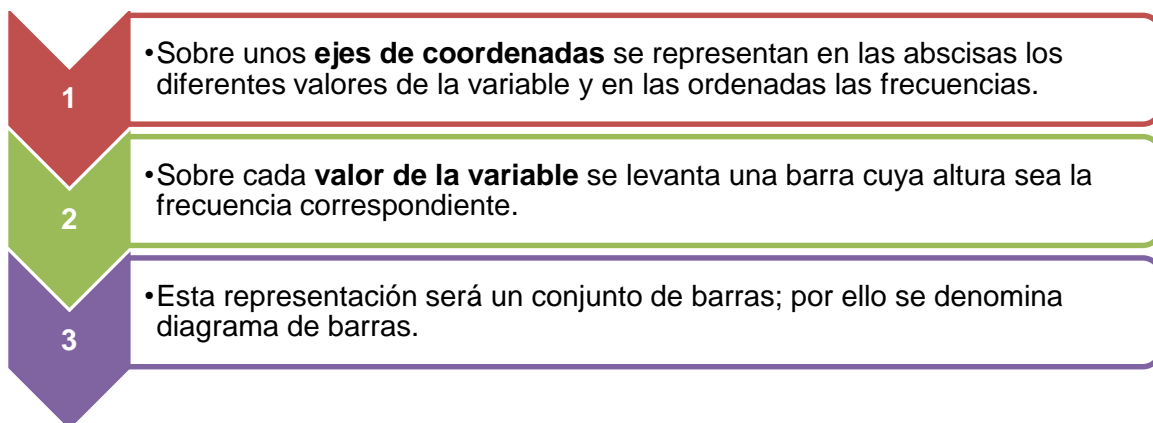 1
•Sobre unos ejes de coordenadas se representan en las abscisas los
diferentes valores de la variable y en las ordenadas las frecuencias.
2
•Sobre cada valor de la variable se levanta una barra cuya altura sea la
frecuencia correspondiente.
3
•Esta representación será un conjunto de barras; por ello se denomina
diagrama de barras.